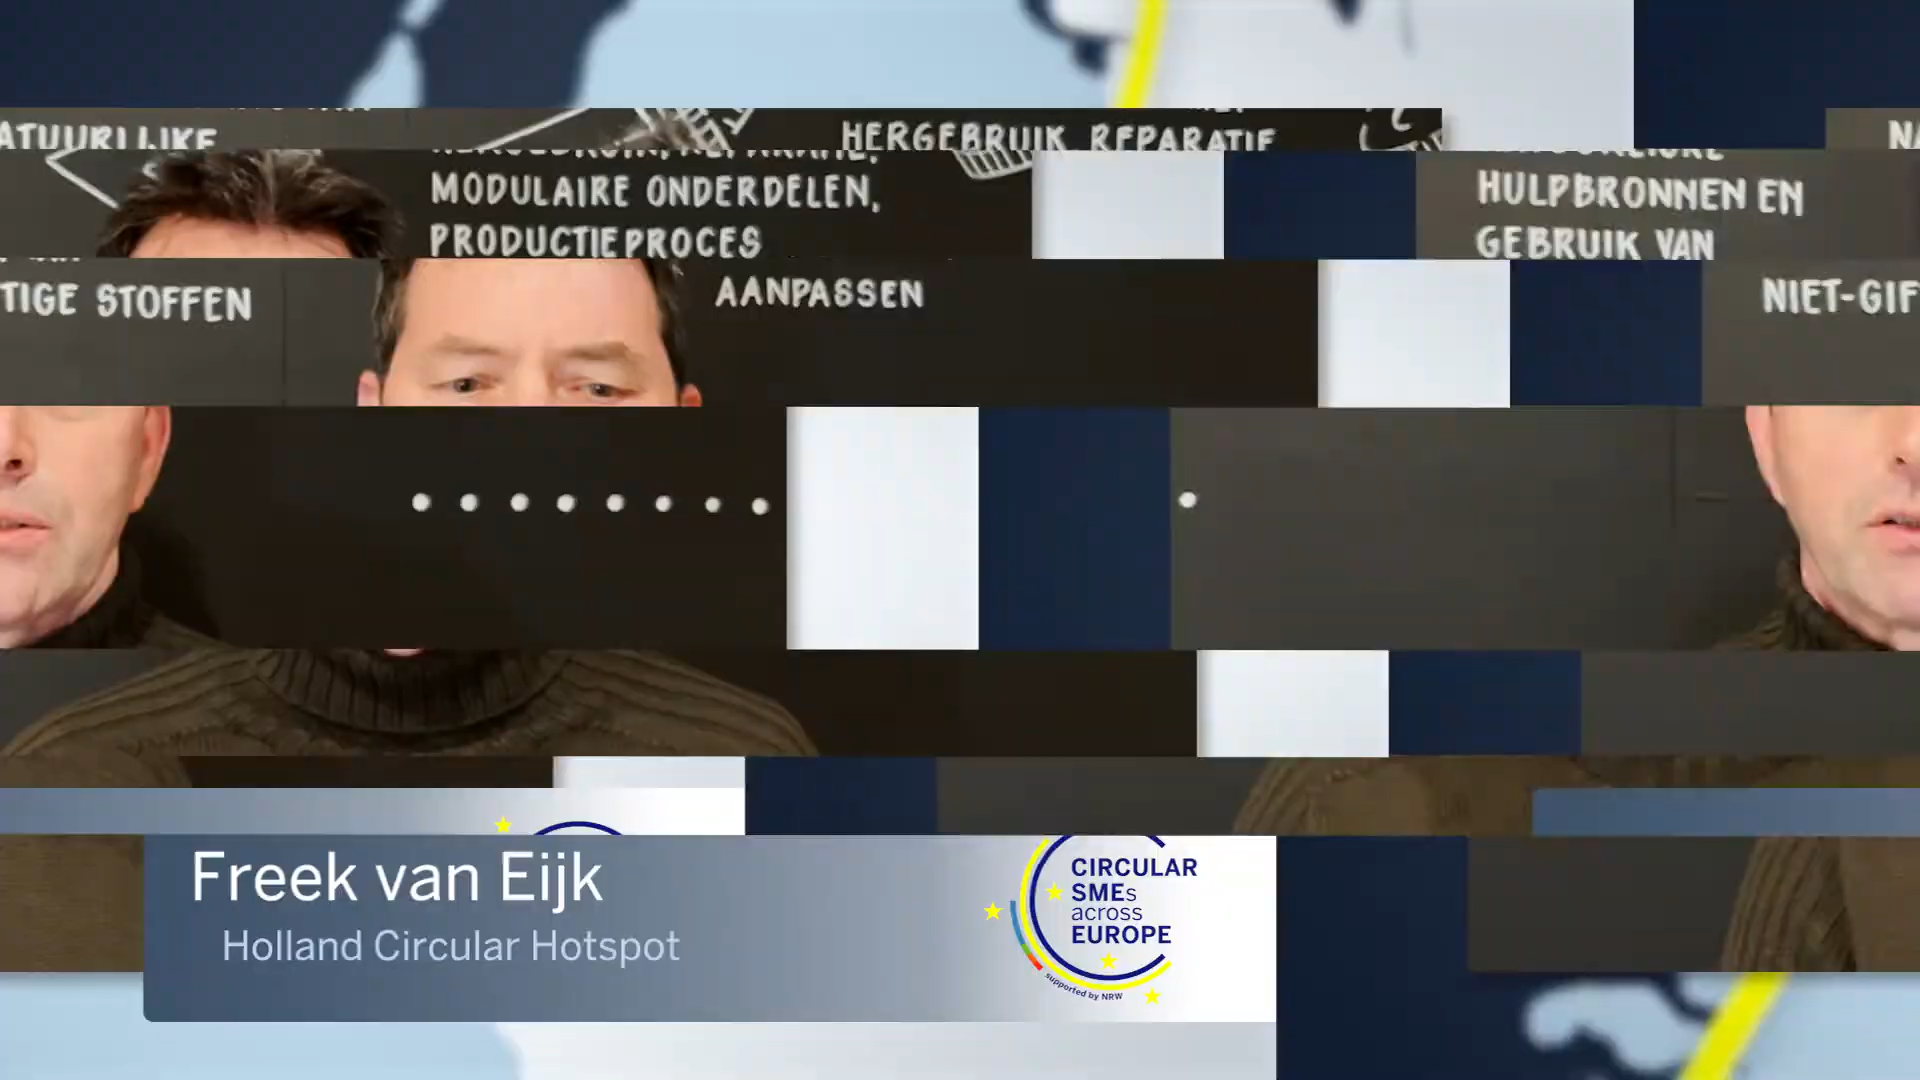 ATUURLIJKE
HERGEBRUIK REPARATIE
MODULAIRE ONDERDELEN,
PRODUCTIEPROCES
HULPBRONNEN EN
GEBRUIK VAN
TIGE STOFFEN
AANPASSEN
NIET-GIF
Freek van Eijk
Holland Circular Hotspot
CIRCULAR
SMEs
across
EUROPE
supported by NRW